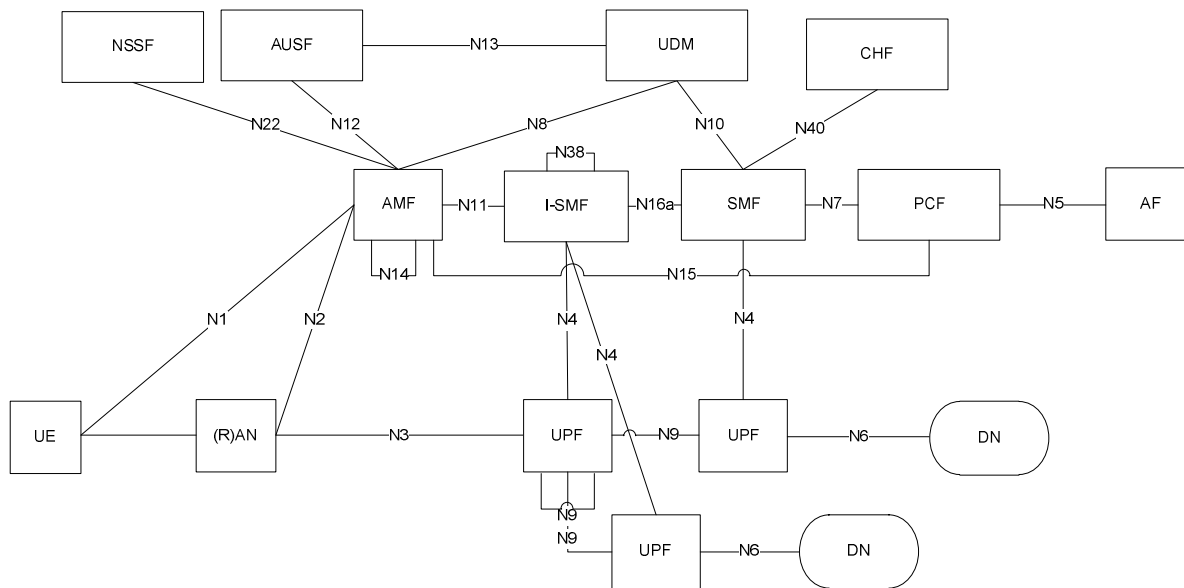 NSSF
AUSF
N13
UDM
CHF
N22
N12
N8
N10
N40
N38
AMF
N11
I-SMF
N16a
SMF
N7
PCF
N5
AF
N14
N15
N1
N2
N4
N4
N4
UE
(R)AN
N3
UPF
N9
UPF
N6
DN
N9
N9
UPF
N6
DN